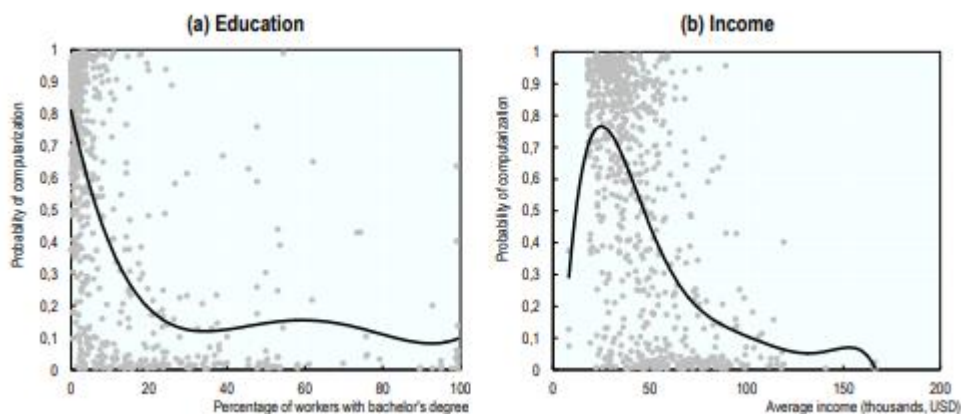 (a) Education
Probability of computarization
1
0,9
0,8
0,7
0,6
0,5
0,4
0,3
0,2
0,1
0
0 20 40 60 80 100
Percentage of workers with bachelor's degree
(b) Income
Probability of computarization
1
0,9
0,8
0,7
0,6
0,5
0,4
0,3
0,2
0,1
0
0 50 100 150 200
Average income (thousands, USD)